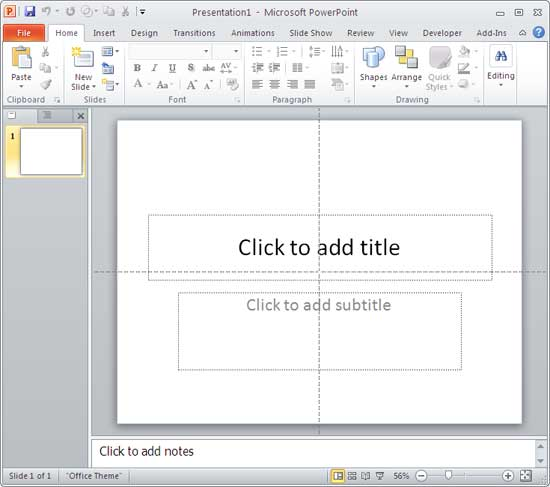 Presentation1 - Microsoft PowerPoint
File Home Insert Design Transitions Animations Slide Show Review View Developer Add-Ins
Paste New Slide Shapes Arrange Quick Styles Editing
B I U S abe AV
A Aa A A
Clipboard Slides Font Paragraph Drawing
1
Click to add title
Click to add subtitle
Click to add notes
Slide 1 of 1 "Office Theme" 56%